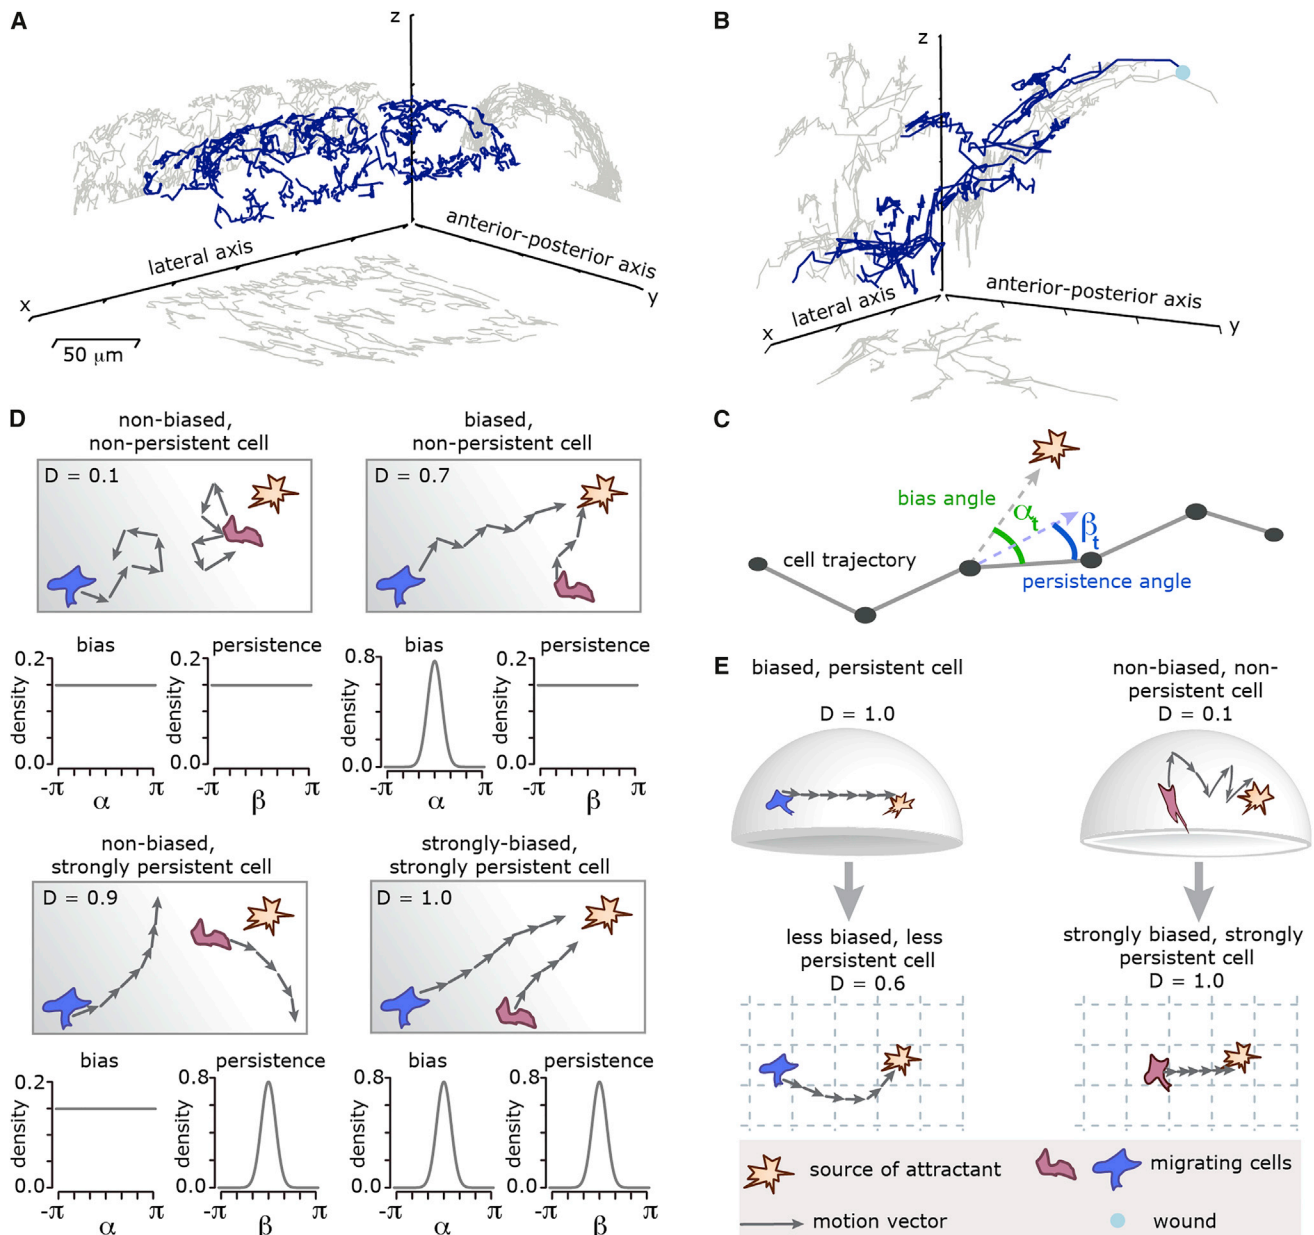 A
z
lateral axis
anterior-posterior axis
x
y
50 μm
B
z
lateral axis
anterior-posterior axis
x
y
C
bias angle
αt
βt
cell trajectory
persistence angle
D
non-biased,
non-persistent cell
D = 0.1
biased,
non-persistent cell
D = 0.7
bias
0.2
density
0.0
-π
π
α
persistence
0.2
density
0.0
-π
π
β
bias
0.8
density
0.0
-π
π
α
persistence
0.2
density
0.0
-π
π
β
non-biased,
strongly persistent cell
D = 0.9
strongly-biased,
strongly persistent cell
D = 1.0
bias
0.2
density
0.0
-π
π
α
persistence
0.8
density
0.0
-π
π
β
bias
0.8
density
0.0
-π
π
α
persistence
0.8
density
0.0
-π
π
β
E
biased, persistent cell
D = 1.0
non-biased, non-
persistent cell
D = 0.1
less biased, less
persistent cell
D = 0.6
strongly biased, strongly
persistent cell
D = 1.0
source of attractant
migrating cells
motion vector
wound